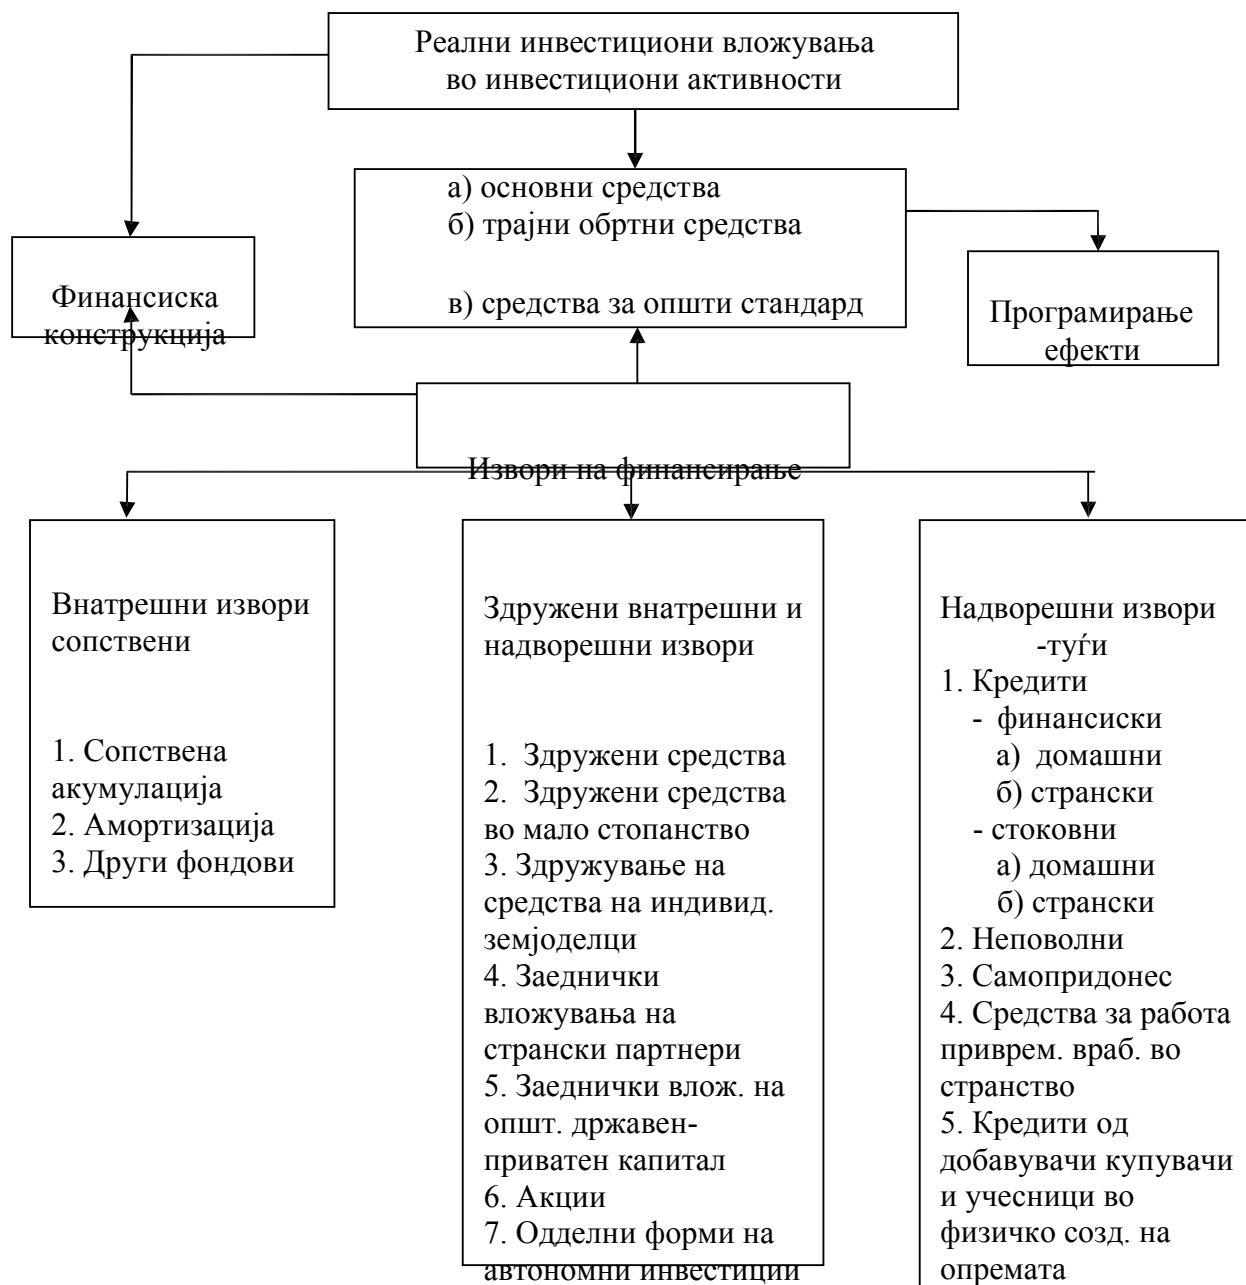 Реални инвестициони вложувања
во инвестициони активности
а) основни средства
б) трајни обртни средства
в) средства за општи стандард
Финансиска
конструкција
Програмирање
ефекти
Извори на финансирање
Внатрешни извори
сопствени
1. Сопствена
акумулација
2. Амортизација
3. Други фондови
Здружени внатрешни и
надворешни извори
1. Здружени средства
2. Здружени средства
во мало стопанство
3. Здружување на
средства на индивид.
земјоделци
4. Заеднички
вложувања на
странски партнери
5. Заеднички влож. на
општ. државен-
приватен капитал
6. Акции
7. Одделни форми на
автономни инвестиции
Надворешни извори
-туѓи
1. Кредити
- финансиски
а) домашни
б) странски
- стоковни
а) домашни
б) странски
2. Неповолни
3. Самопридонес
4. Средства за работа
приврем. враб. во
странство
5. Кредити од
добавувачи купувачи
и учесници во
физичко созд. на
опремата